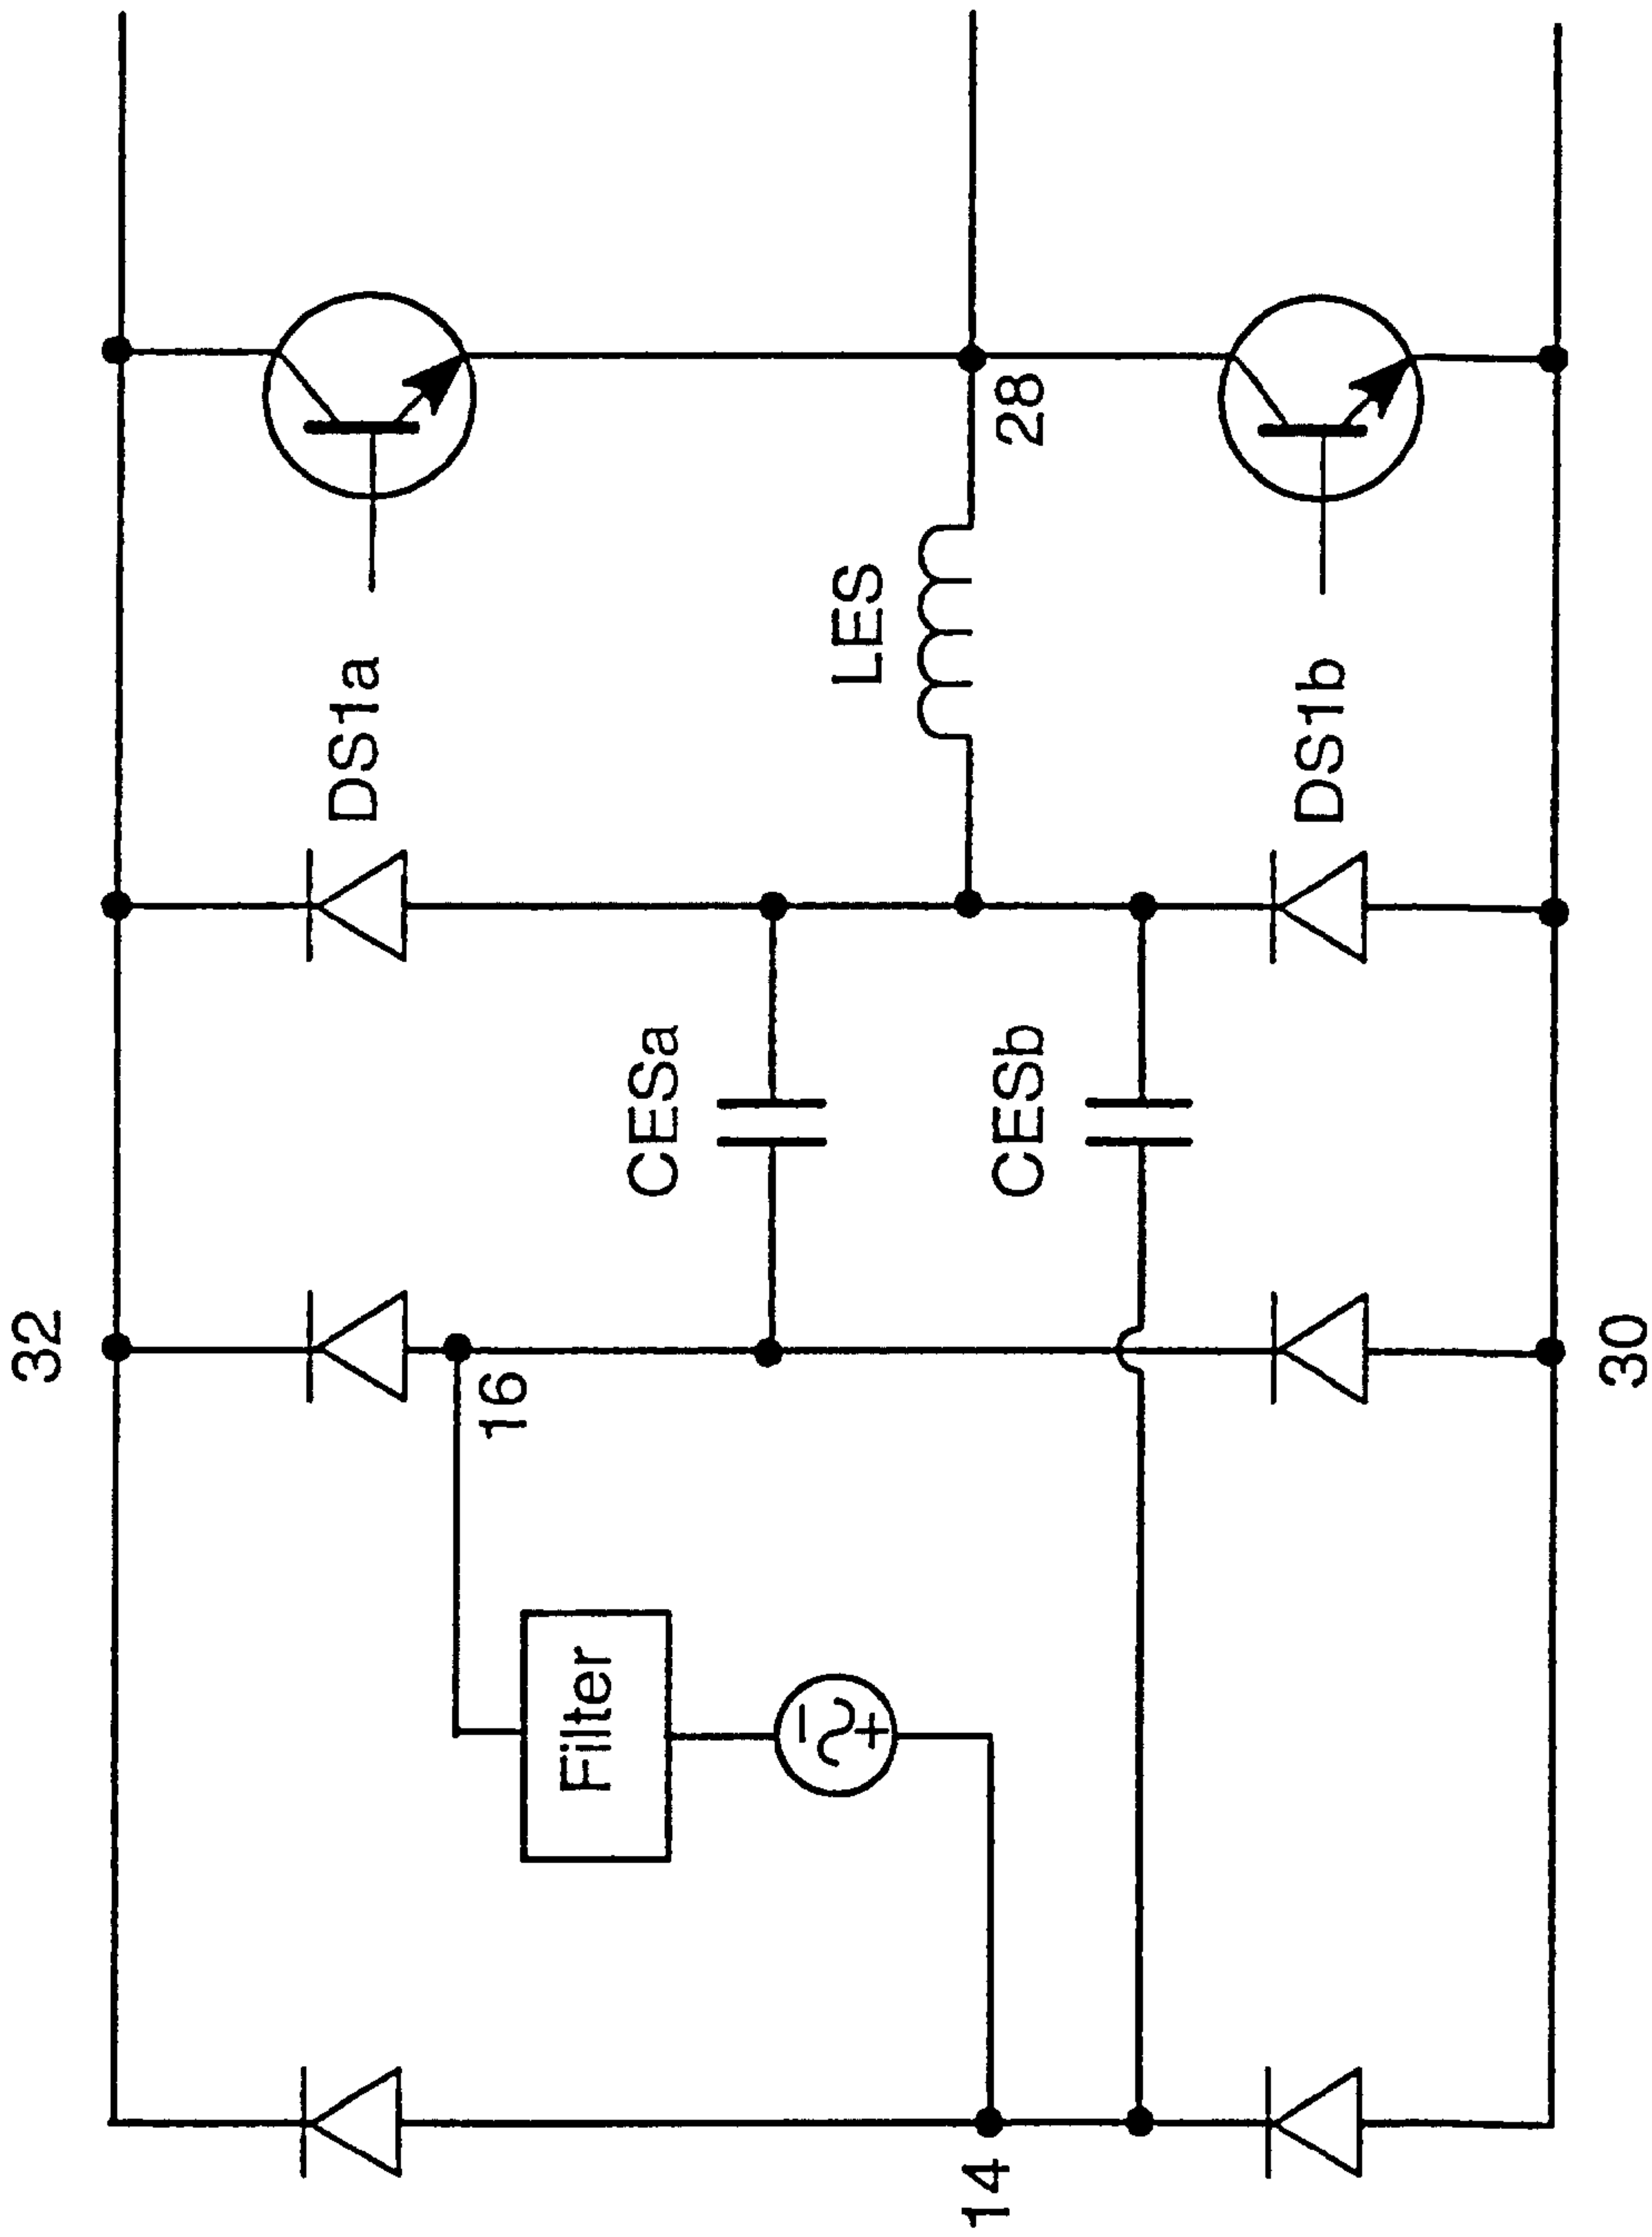 32
DS1a
28
LES
DS1b
CESa
CESb
16
30
Filter
− +
14